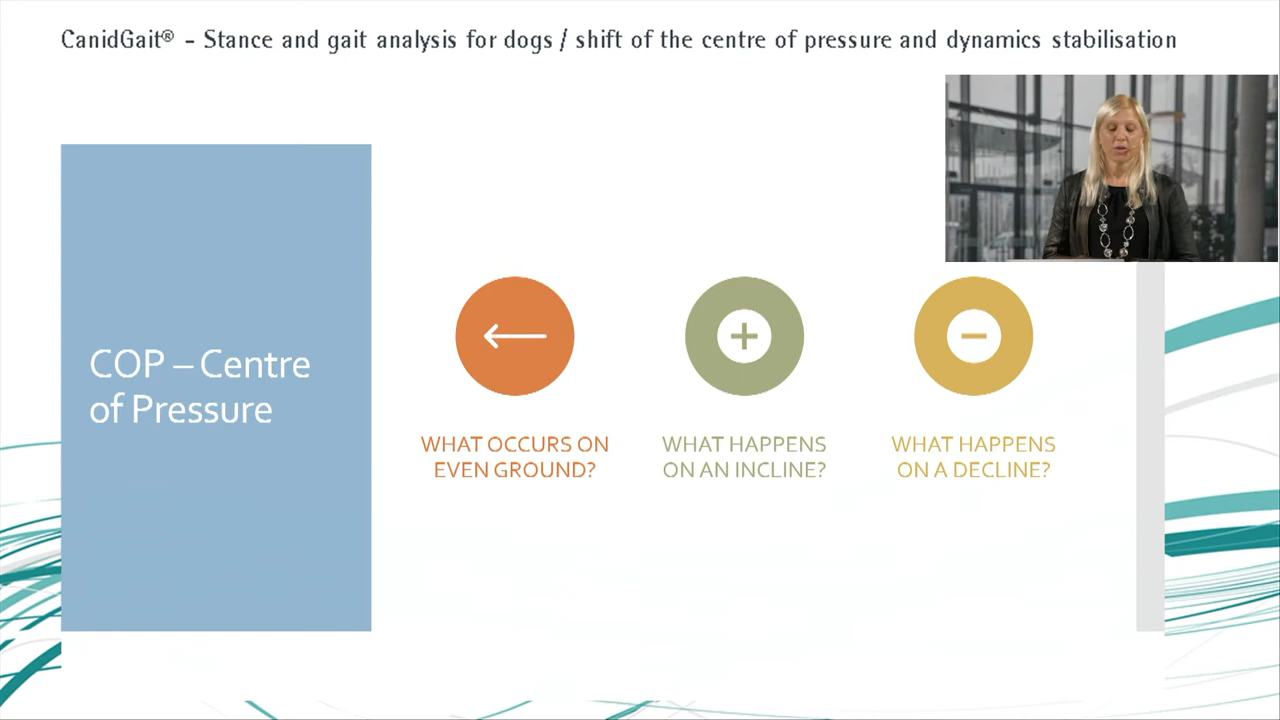 CanidGait® - Stance and gait analysis for dogs / shift of the centre of pressure and dynamics stabilisation
COP – Centre
of Pressure
WHAT OCCURS ON
EVEN GROUND?
WHAT HAPPENS
ON AN INCLINE?
WHAT HAPPENS
ON A DECLINE?